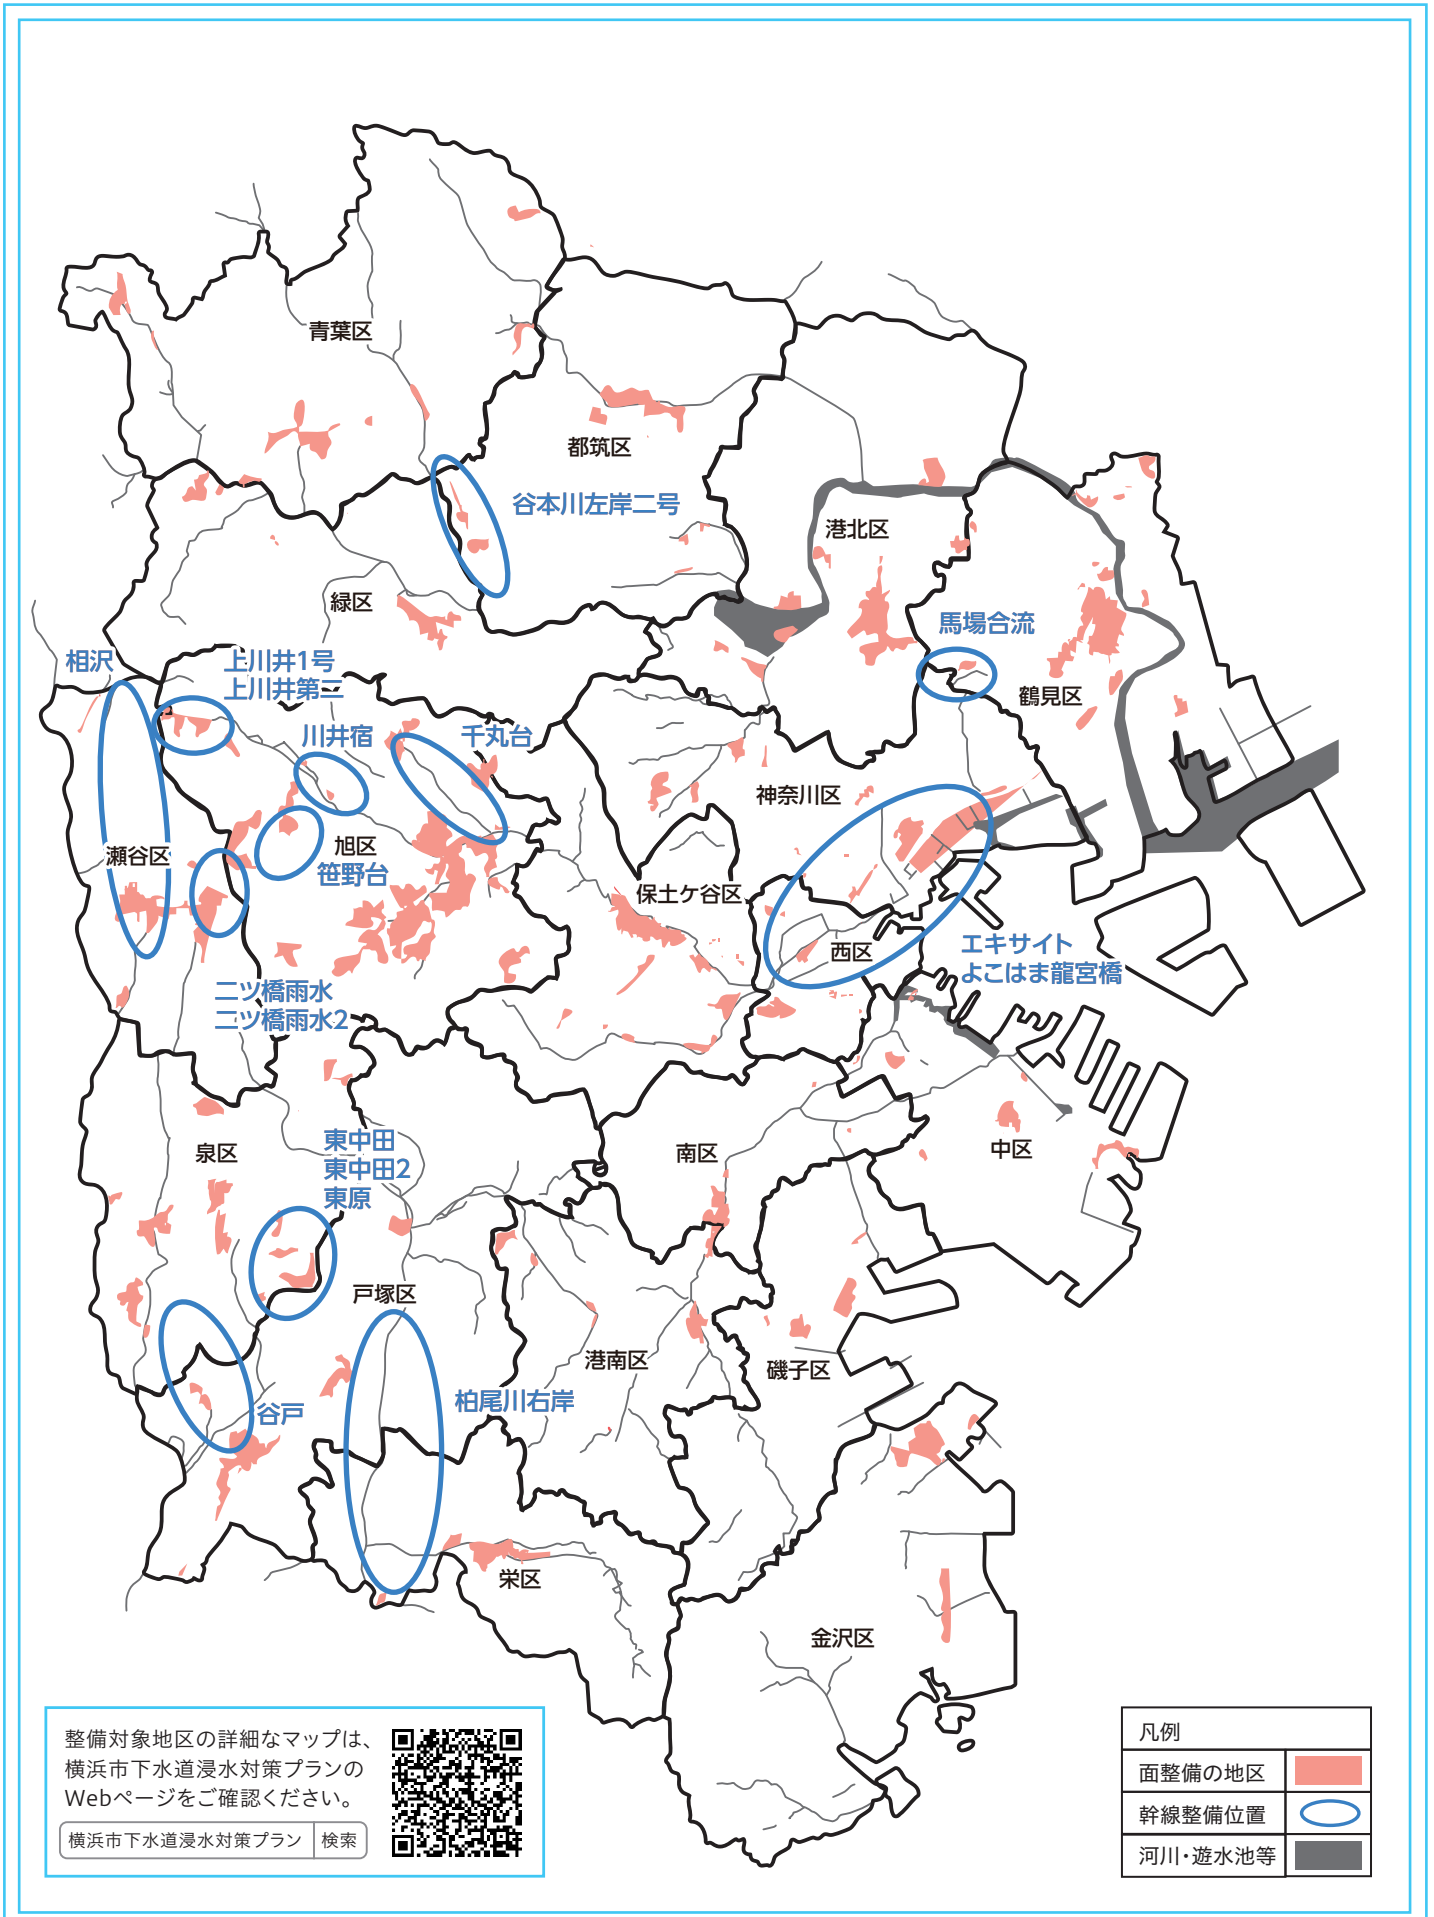 青葉区
都筑区
谷本川左岸二号
港北区
緑区
馬場合流
相沢
上川井1号
上川井第二
鶴見区
川井宿
千丸台
神奈川区
瀬谷区
旭区
笹野台
保土ケ谷区
西区
エキサイト
よこはま龍宮橋
二ツ橋雨水
二ツ橋雨水2
泉区
東中田
東中田2
東原
南区
中区
戸塚区
港南区
磯子区
谷戸
柏尾川右岸
栄区
金沢区
整備対象地区の詳細なマップは、
横浜市下水道浸水対策プランの
Webページをご確認ください。
横浜市下水道浸水対策プラン 検索
凡例
面整備の地区
幹線整備位置
河川・遊水池等